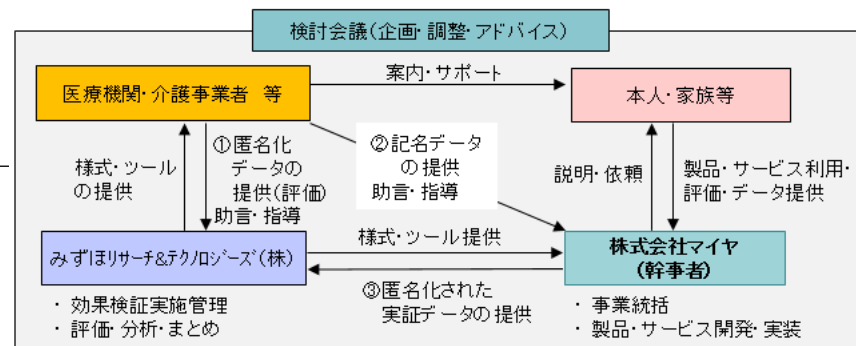 検討会議(企画・調整・アドバイス)
医療機関・介護事業者 等
案内・サポート
本人・家族等
様式・ツール
の提供
①匿名化
データの
提供(評価)
助言・指導
②記名データ
の提供
助言・指導
説明・依頼
製品・サービス利用・
評価・データ提供
みずほリサーチ&テクノロジーズ(株)
様式・ツール提供
株式会社マイヤ
(幹事者)
③匿名化された
実証データの提供
・ 効果検証実施管理
・ 評価・分析・まとめ
・ 事業統括
・ 製品・サービス開発・実装